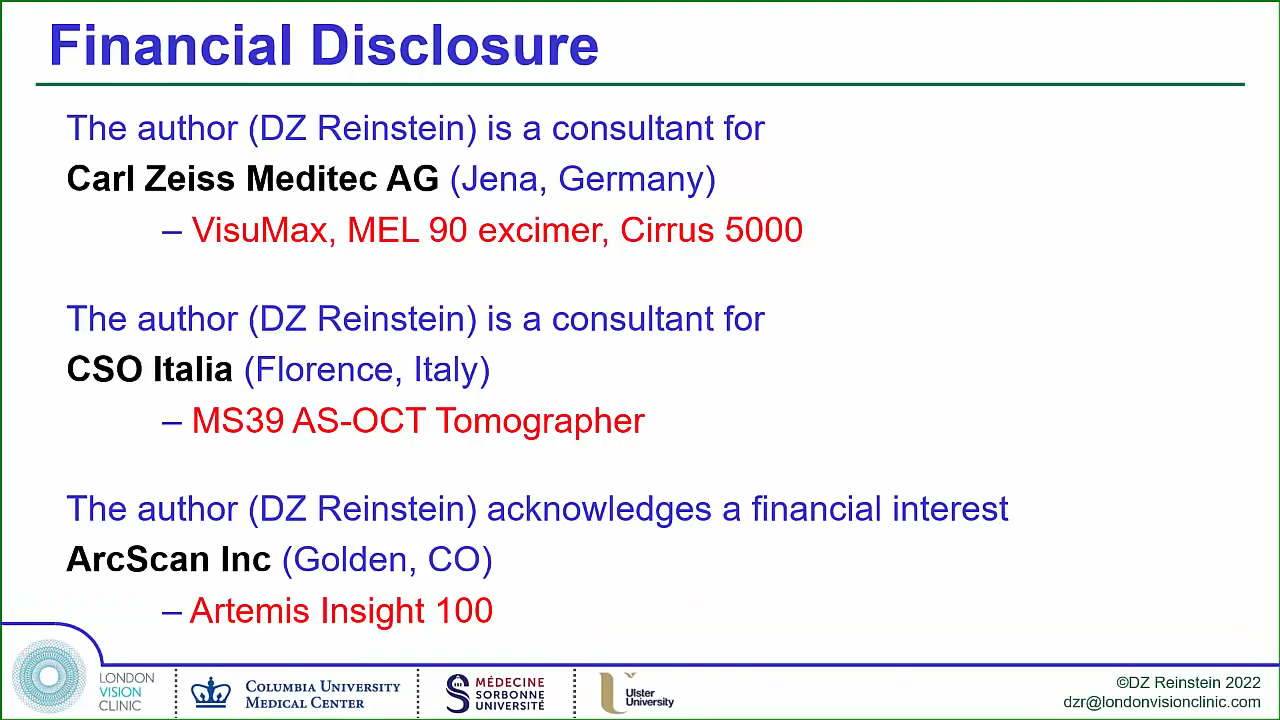 Financial Disclosure
The author (DZ Reinstein) is a consultant for
Carl Zeiss Meditec AG (Jena, Germany)
– VisuMax, MEL 90 excimer, Cirrus 5000
The author (DZ Reinstein) is a consultant for
CSO Italia (Florence, Italy)
– MS39 AS-OCT Tomographer
The author (DZ Reinstein) acknowledges a financial interest
ArcScan Inc (Golden, CO)
– Artemis Insight 100
LONDON
VISION
CLINIC
COLUMBIA UNIVERSITY
MEDICAL CENTER
MÉDECINE
SORBONNE
UNIVERSITÉ
Ulster
University
©DZ Reinstein 2022
dzr@londonvisionclinic.com